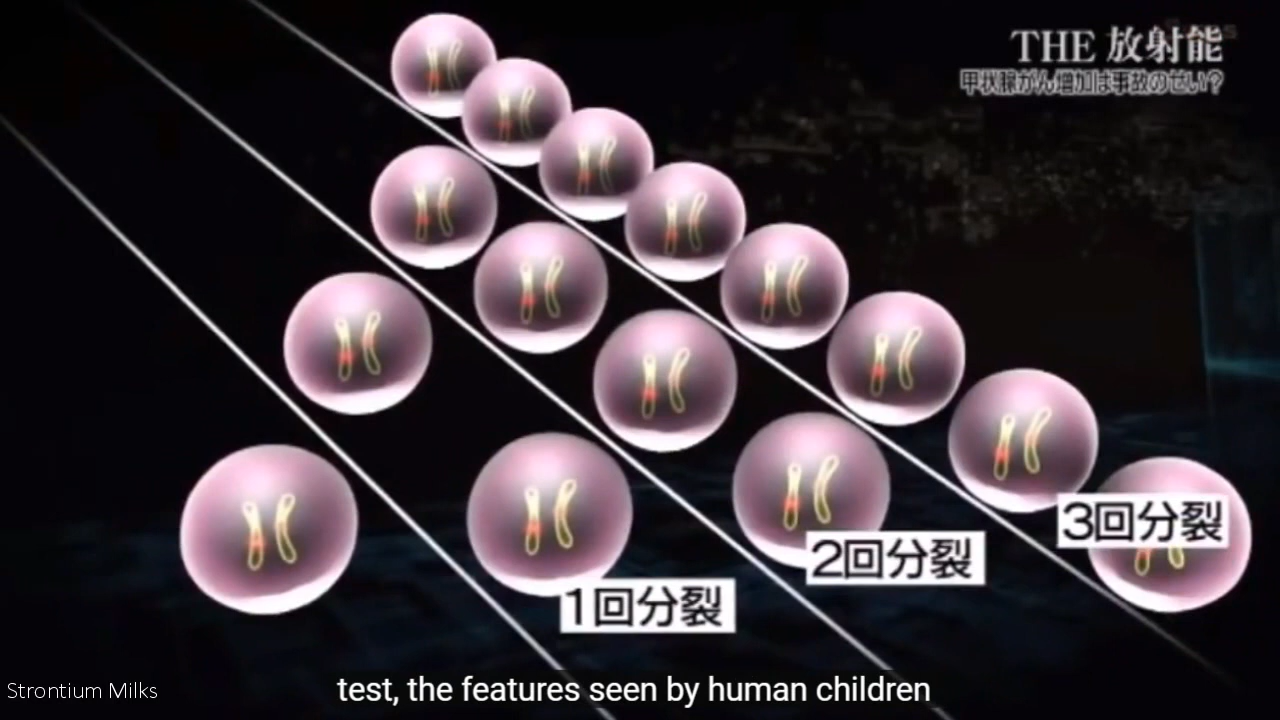 THE 放射能
甲状腺がん増加は事故のせい?
3回分裂
2回分裂
1回分裂
Strontium Milks
test, the features seen by human children